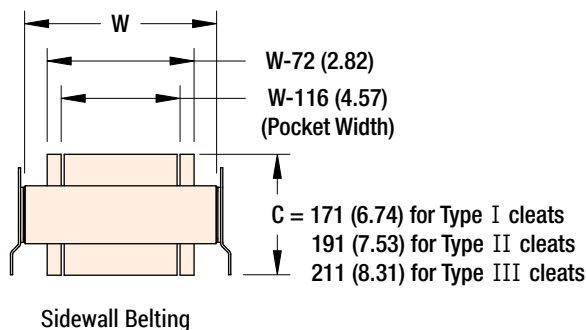 W
W-72 (2.82)
W-116 (4.57)
(Pocket Width)
C = 171 (6.74) for Type I cleats
191 (7.53) for Type II cleats
211 (8.31) for Type III cleats
Sidewall Belting